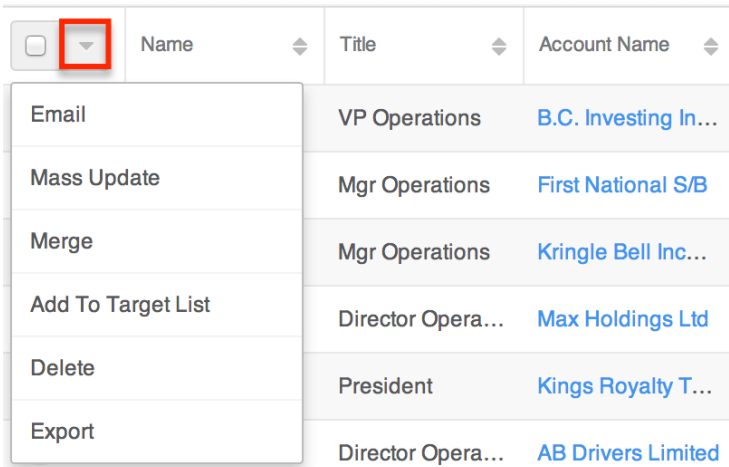 Name Title Account Name
Email
Mass Update
Merge
Add To Target List
Delete
Export
VP Operations B.C. Investing In...
Mgr Operations First National S/B
Mgr Operations Kringle Bell Inc...
Director Opera... Max Holdings Ltd
President Kings Royalty T...
Director Opera... AB Drivers Limited